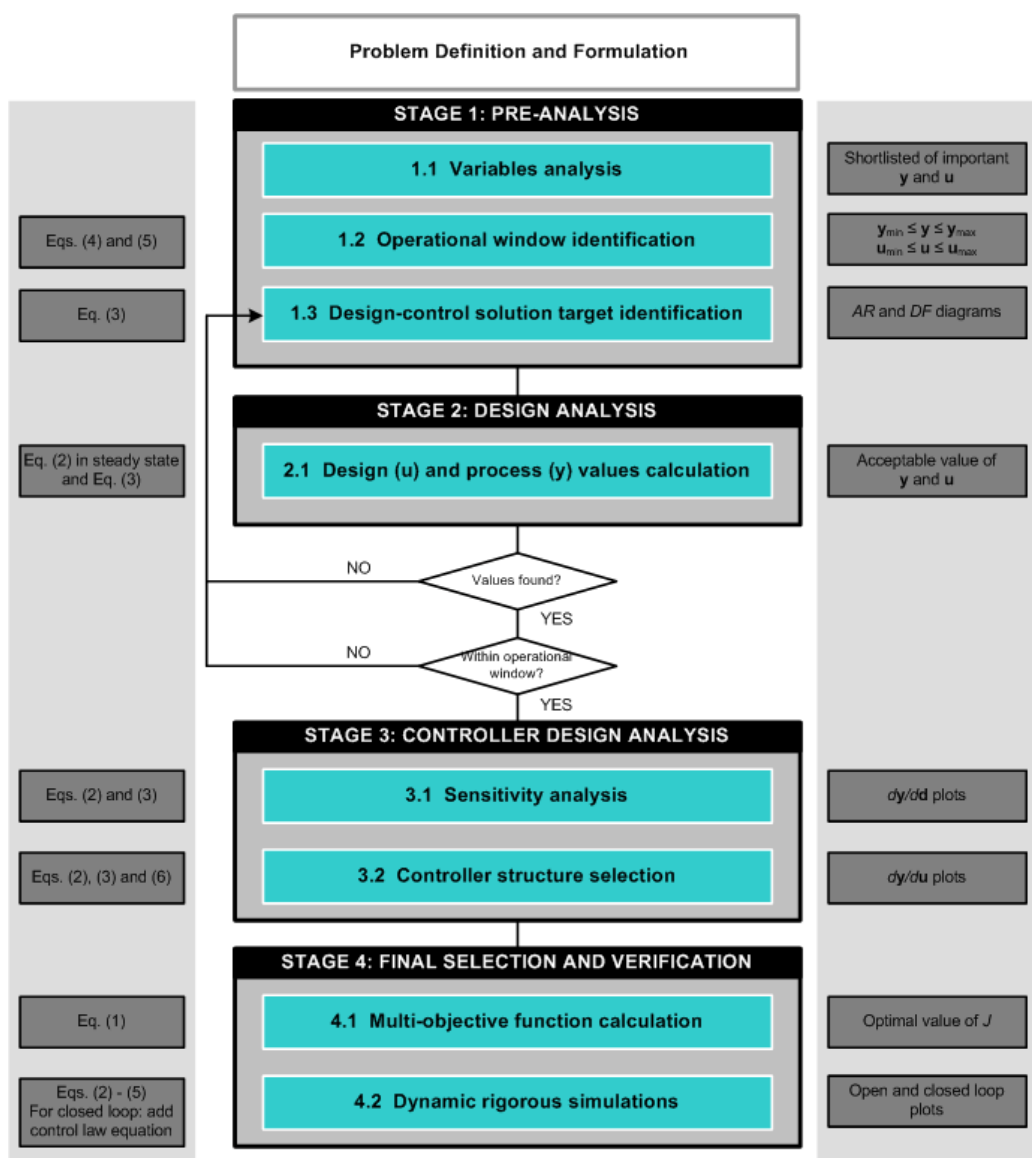 Problem Definition and Formulation
STAGE 1: PRE-ANALYSIS
1.1 Variables analysis
Shortlisted of important
y and u
Eqs. (4) and (5)
1.2 Operational window identification
y_min ≤ y ≤ y_max
u_min ≤ u ≤ u_max
Eq. (3)
1.3 Design-control solution target identification
AR and DF diagrams
STAGE 2: DESIGN ANALYSIS
Eq. (2) in steady state
and Eq. (3)
2.1 Design (u) and process (y) values calculation
Acceptable value of
y and u
NO
Values found?
YES
NO
Within operational
window?
YES
STAGE 3: CONTROLLER DESIGN ANALYSIS
Eqs. (2) and (3)
3.1 Sensitivity analysis
dy/dd plots
Eqs. (2), (3) and (6)
3.2 Controller structure selection
dy/du plots
STAGE 4: FINAL SELECTION AND VERIFICATION
Eq. (1)
4.1 Multi-objective function calculation
Optimal value of J
Eqs. (2) - (5)
For closed loop: add
control law equation
4.2 Dynamic rigorous simulations
Open and closed loop
plots